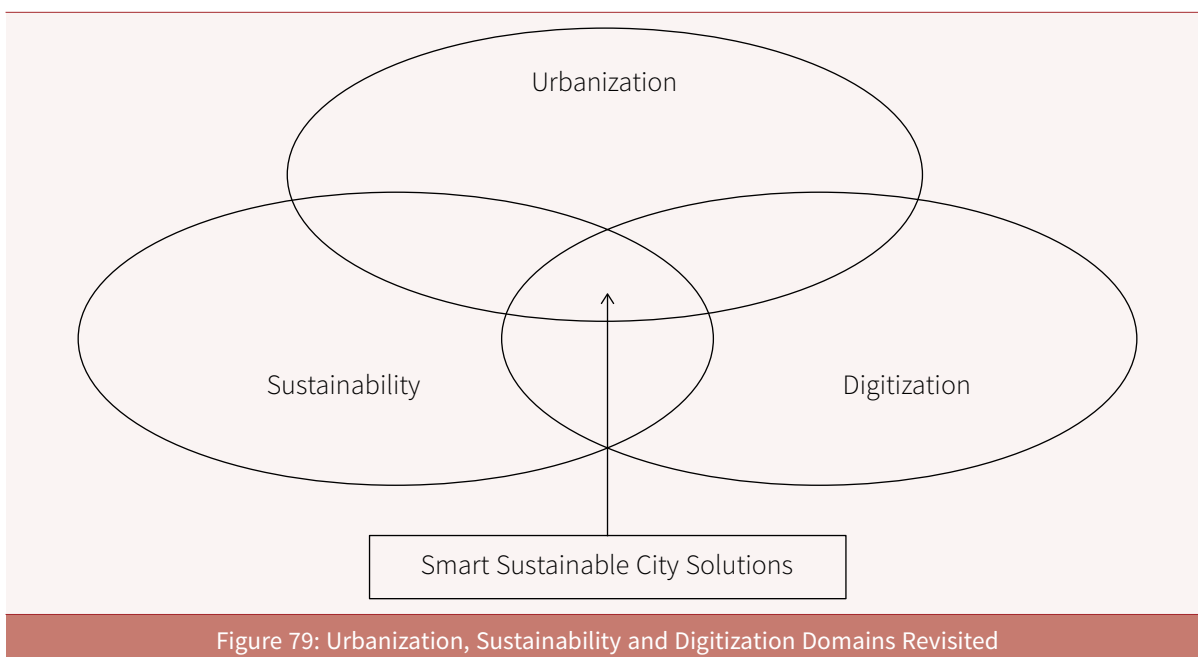 Urbanization
Sustainability
Digitization
Smart Sustainable City Solutions
Figure 79: Urbanization, Sustainability and Digitization Domains Revisited